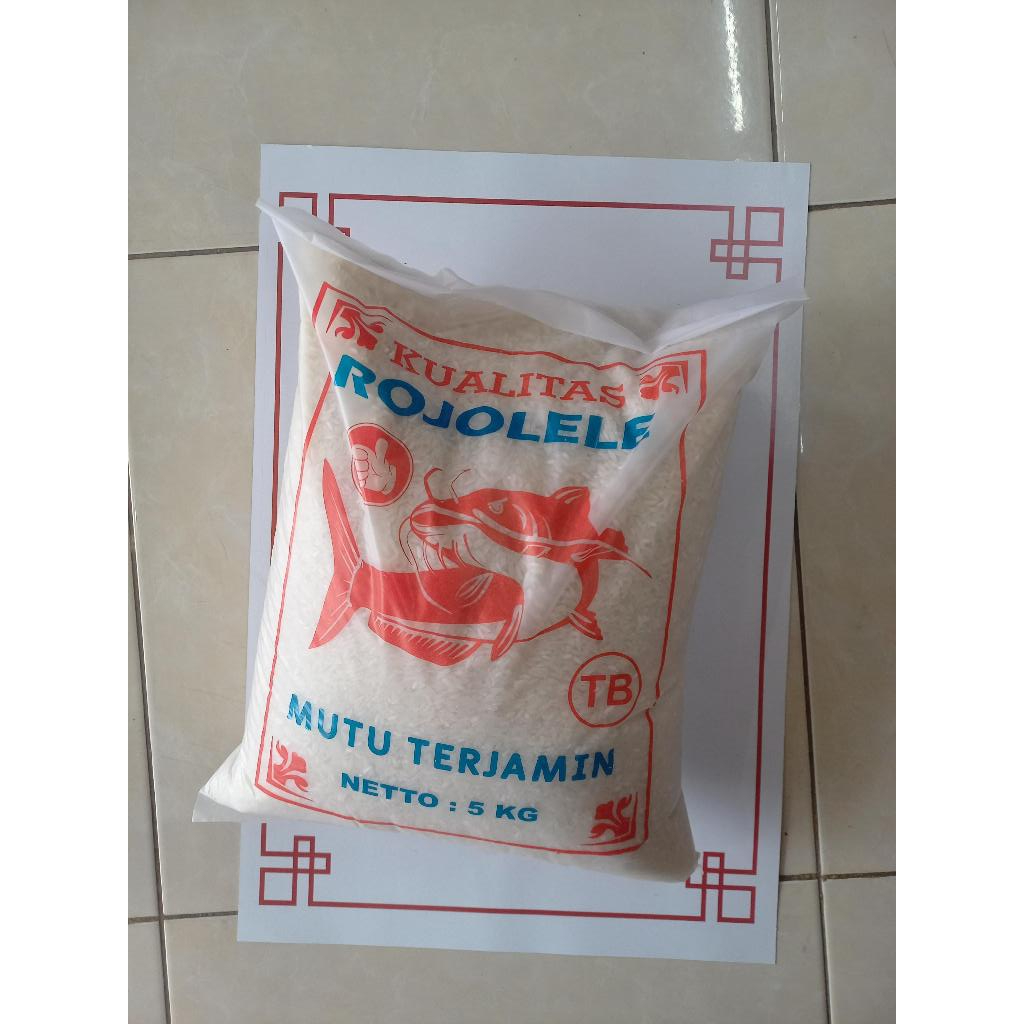 KUALITAS
ROJOLELE
TB
MUTU TERJAMIN
NETTO : 5 KG